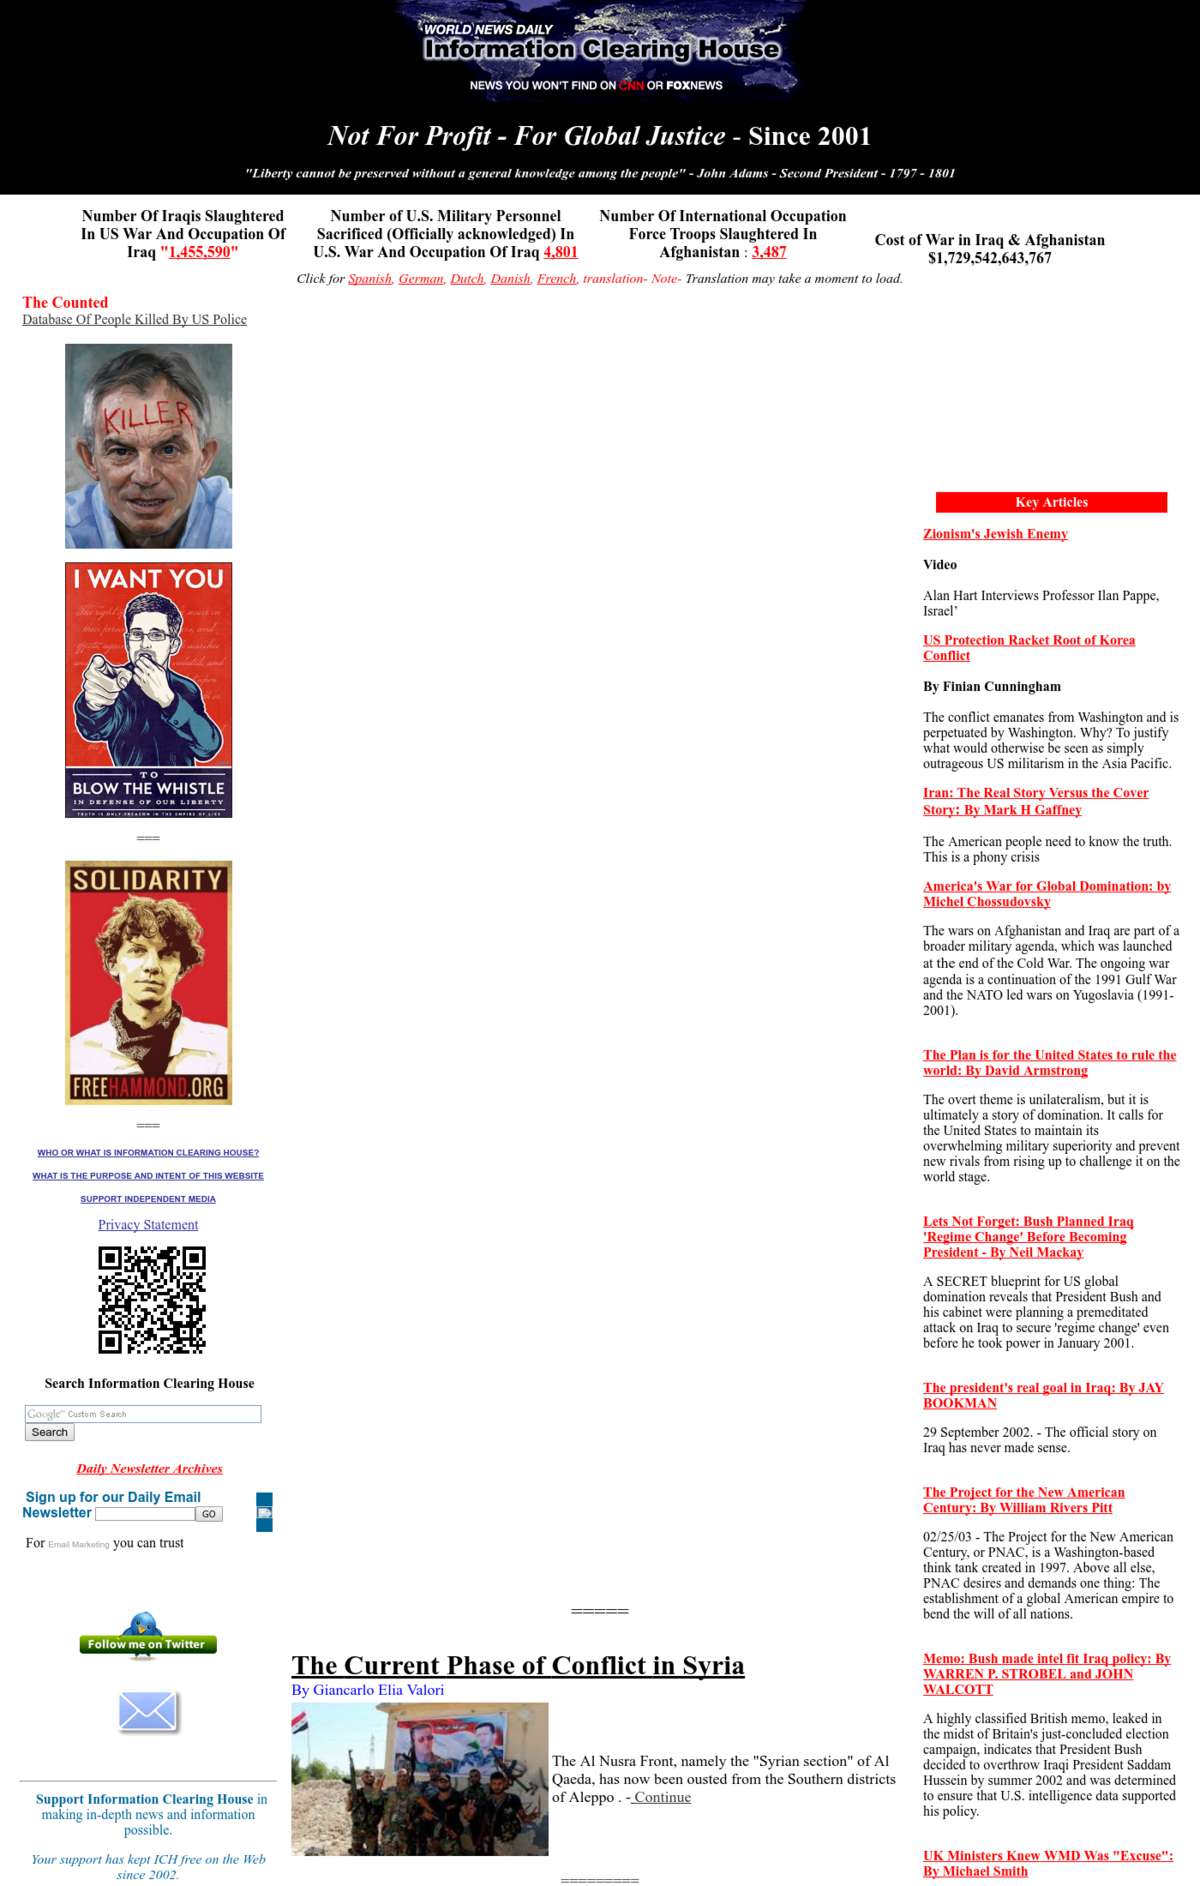 WORLD NEWS DAILY
Information Clearing House
NEWS YOU WON'T FIND ON CNN OR FOXNEWS
Not For Profit - For Global Justice - Since 2001
"Liberty cannot be preserved without a general knowledge among the people" - John Adams - Second President - 1797 - 1801
Number Of Iraqis Slaughtered
In US War And Occupation Of
Iraq "1,455,590"
Number of U.S. Military Personnel
Sacrificed (Officially acknowledged) In
U.S. War And Occupation Of Iraq 4,801
Number Of International Occupation
Force Troops Slaughtered In
Afghanistan : 3,487
Cost of War in Iraq & Afghanistan
$1,729,542,643,767
Click for Spanish, German, Dutch, Danish, French, translation- Note- Translation may take a moment to load.
The Counted
Database Of People Killed By US Police
KILLER
I WANT YOU
TO
BLOW THE WHISTLE
IN DEFENSE OF OUR LIBERTY
TRUTH IS ONLY TREASON IN THE EMPIRE OF LIES
===
SOLIDARITY
FREEHAMMOND.ORG
===
WHO OR WHAT IS INFORMATION CLEARING HOUSE?
WHAT IS THE PURPOSE AND INTENT OF THIS WEBSITE
SUPPORT INDEPENDENT MEDIA
Privacy Statement
Search Information Clearing House
Google™ Custom Search
Search
Daily Newsletter Archives
Sign up for our Daily Email
Newsletter GO
For Email Marketing you can trust
Follow me on Twitter
Support Information Clearing House in
making in-depth news and information
possible.
Your support has kept ICH free on the Web
since 2002.
=====
The Current Phase of Conflict in Syria
By Giancarlo Elia Valori
The Al Nusra Front, namely the "Syrian section" of Al
Qaeda, has now been ousted from the Southern districts
of Aleppo . - Continue
=========
Key Articles
Zionism's Jewish Enemy
Video
Alan Hart Interviews Professor Ilan Pappe,
Israel’
US Protection Racket Root of Korea
Conflict
By Finian Cunningham
The conflict emanates from Washington and is
perpetuated by Washington. Why? To justify
what would otherwise be seen as simply
outrageous US militarism in the Asia Pacific.
Iran: The Real Story Versus the Cover
Story: By Mark H Gaffney
The American people need to know the truth.
This is a phony crisis
America's War for Global Domination: by
Michel Chossudovsky
The wars on Afghanistan and Iraq are part of a
broader military agenda, which was launched
at the end of the Cold War. The ongoing war
agenda is a continuation of the 1991 Gulf War
and the NATO led wars on Yugoslavia (1991-
2001).
The Plan is for the United States to rule the
world: By David Armstrong
The overt theme is unilateralism, but it is
ultimately a story of domination. It calls for
the United States to maintain its
overwhelming military superiority and prevent
new rivals from rising up to challenge it on the
world stage.
Lets Not Forget: Bush Planned Iraq
'Regime Change' Before Becoming
President - By Neil Mackay
A SECRET blueprint for US global
domination reveals that President Bush and
his cabinet were planning a premeditated
attack on Iraq to secure 'regime change' even
before he took power in January 2001.
The president's real goal in Iraq: By JAY
BOOKMAN
29 September 2002. - The official story on
Iraq has never made sense.
The Project for the New American
Century: By William Rivers Pitt
02/25/03 - The Project for the New American
Century, or PNAC, is a Washington-based
think tank created in 1997. Above all else,
PNAC desires and demands one thing: The
establishment of a global American empire to
bend the will of all nations.
Memo: Bush made intel fit Iraq policy: By
WARREN P. STROBEL and JOHN
WALCOTT
A highly classified British memo, leaked in
the midst of Britain's just-concluded election
campaign, indicates that President Bush
decided to overthrow Iraqi President Saddam
Hussein by summer 2002 and was determined
to ensure that U.S. intelligence data supported
his policy.
UK Ministers Knew WMD Was "Excuse":
By Michael Smith